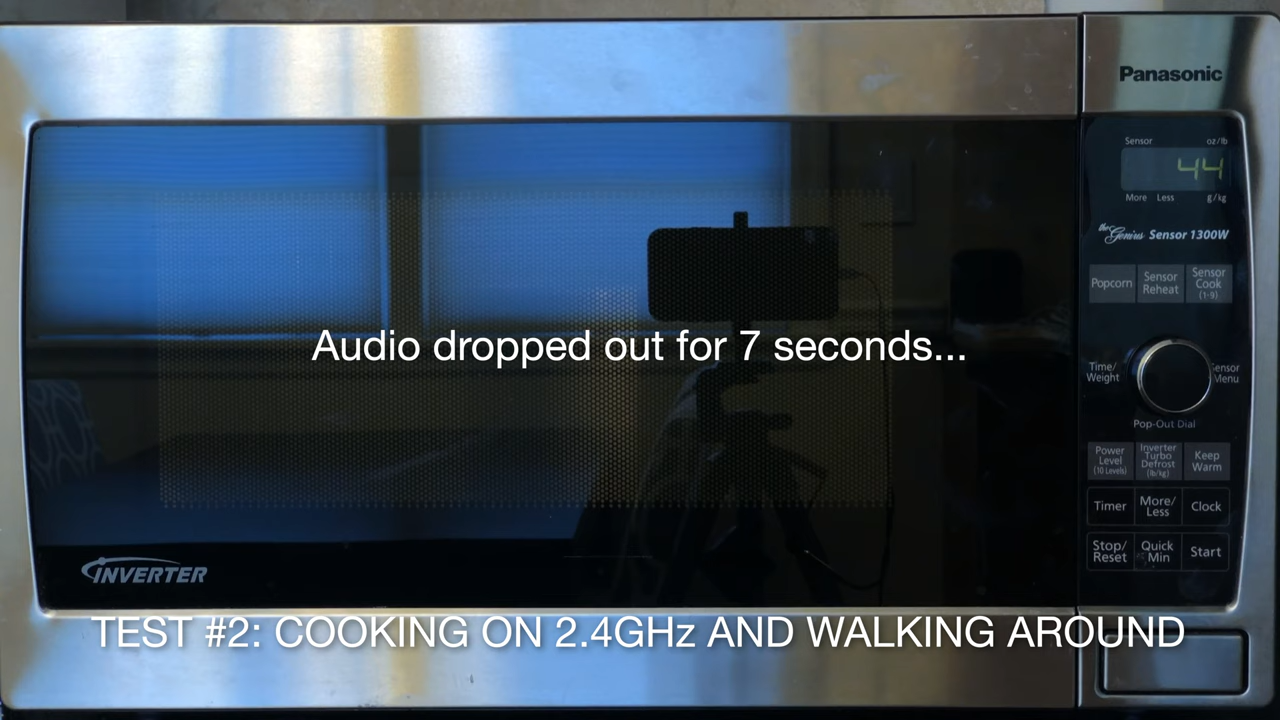 Panasonic
Sensor oz/lb
44
More Less g/kg
the Genius Sensor 1300W
Popcorn
Sensor
Reheat
Sensor
Cook
(1-9)
Audio dropped out for 7 seconds...
Time/
Weight
Sensor
Menu
Pop-Out Dial
Power
Level
(10 Levels)
Inverter
Turbo
Defrost
(lb/kg)
Keep
Warm
Timer
More/
Less
Clock
Stop/
Reset
Quick
Min
Start
INVERTER
TEST #2: COOKING ON 2.4GHz AND WALKING AROUND